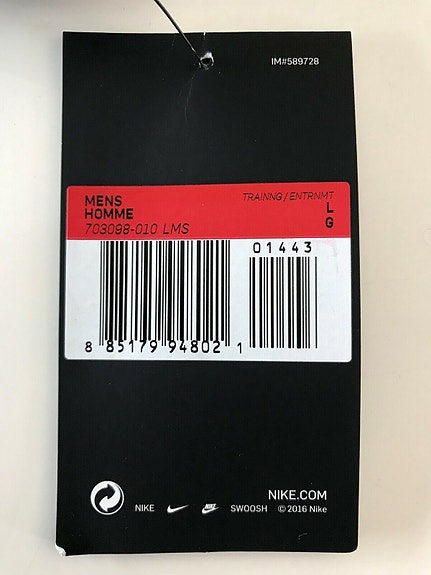 IM#589728
MENS
HOMME
TRAINNG / ENTRNMT
L
G
703098-010 LMS
01443
8 85179 94802 1
NIKE.COM
NIKE SWOOSH © 2016 Nike